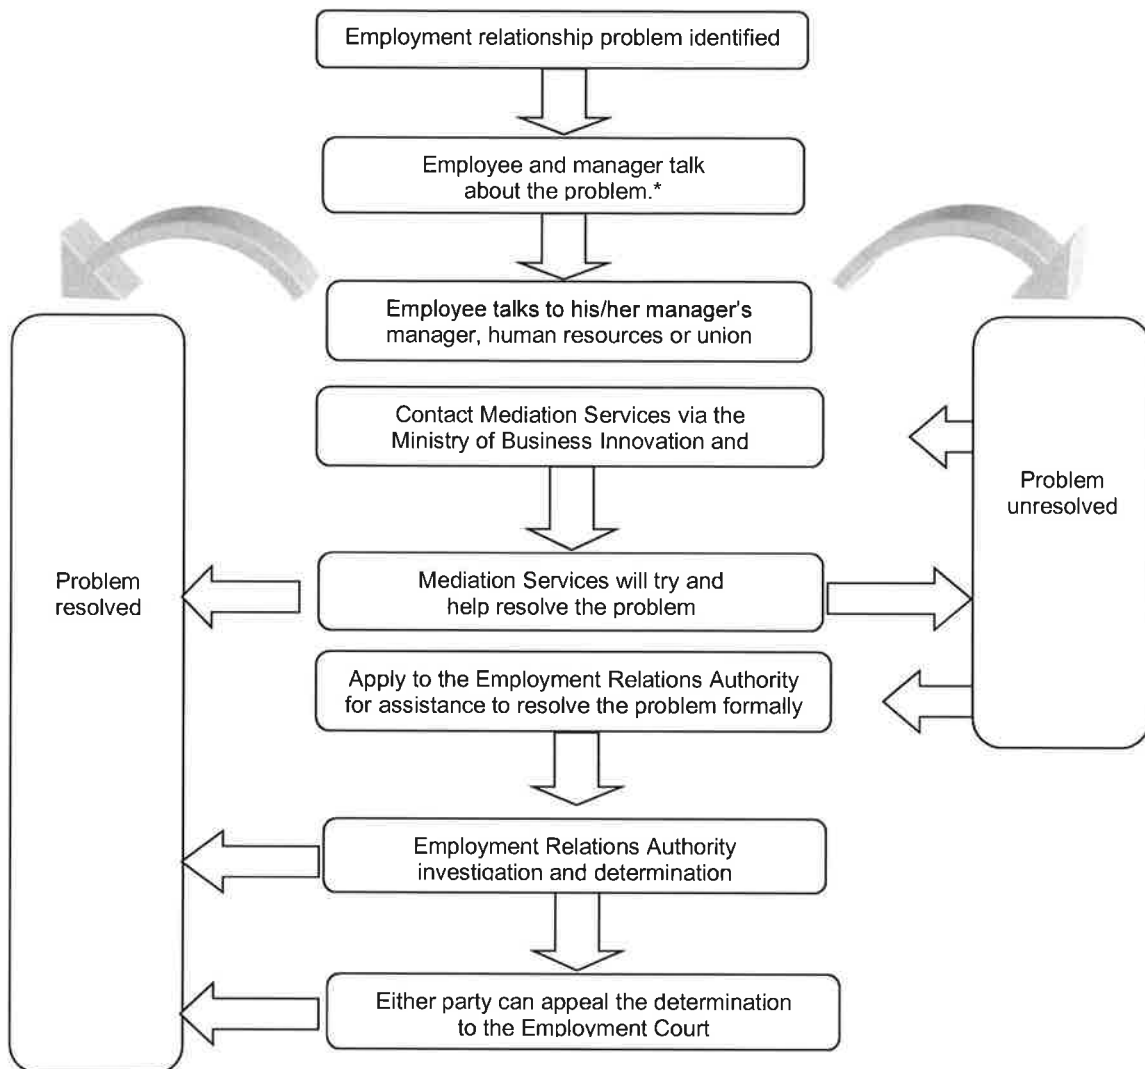 Employment relationship problem identified
Employee and manager talk
about the problem.*
Employee talks to his/her manager's
manager, human resources or union
Contact Mediation Services via the
Ministry of Business Innovation and
Problem
unresolved
Problem
resolved
Mediation Services will try and
help resolve the problem
Apply to the Employment Relations Authority
for assistance to resolve the problem formally
Employment Relations Authority
investigation and determination
Either party can appeal the determination
to the Employment Court